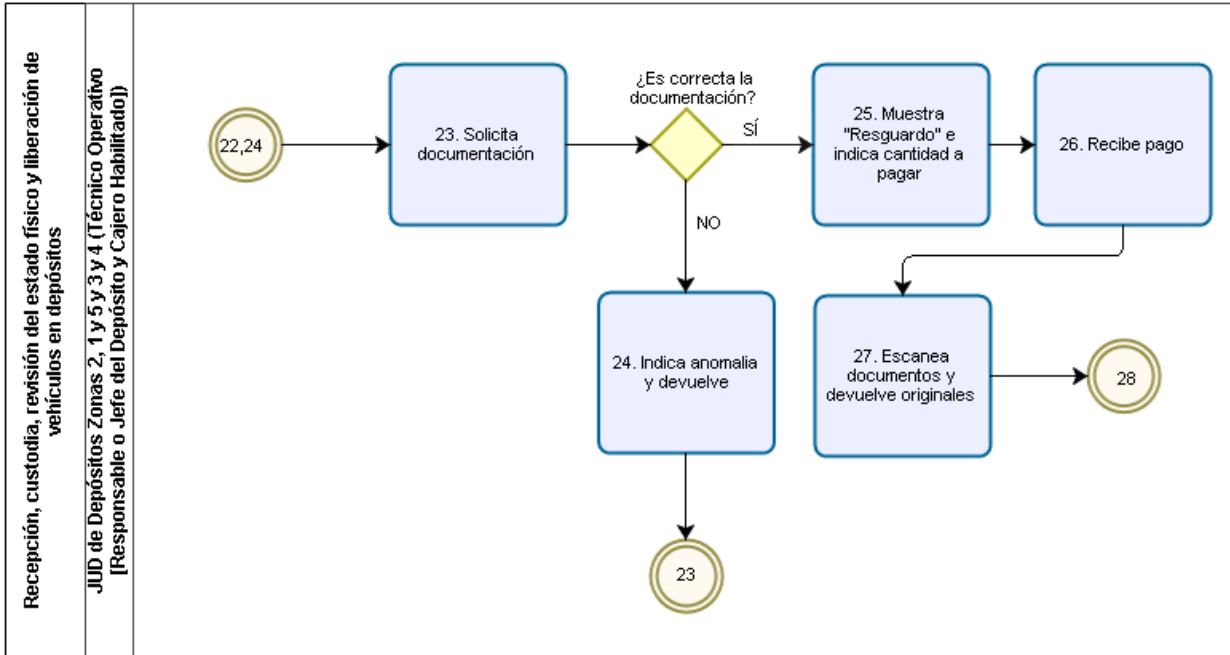 Recepción, custodia, revisión del estado físico y liberación de
vehículos en depósitos
JUD de Depósitos Zonas 2, 1 y 5 y 3 y 4 (Técnico Operativo
[Responsable o Jefe del Depósito y Cajero Habilitado])
22,24
23. Solicita
documentación
¿Es correcta la
documentación?
SÍ
NO
25. Muestra
"Resguardo" e
indica cantidad a
pagar
26. Recibe pago
24. Indica anomalia
y devuelve
27. Escanea
documentos y
devuelve originales
28
23